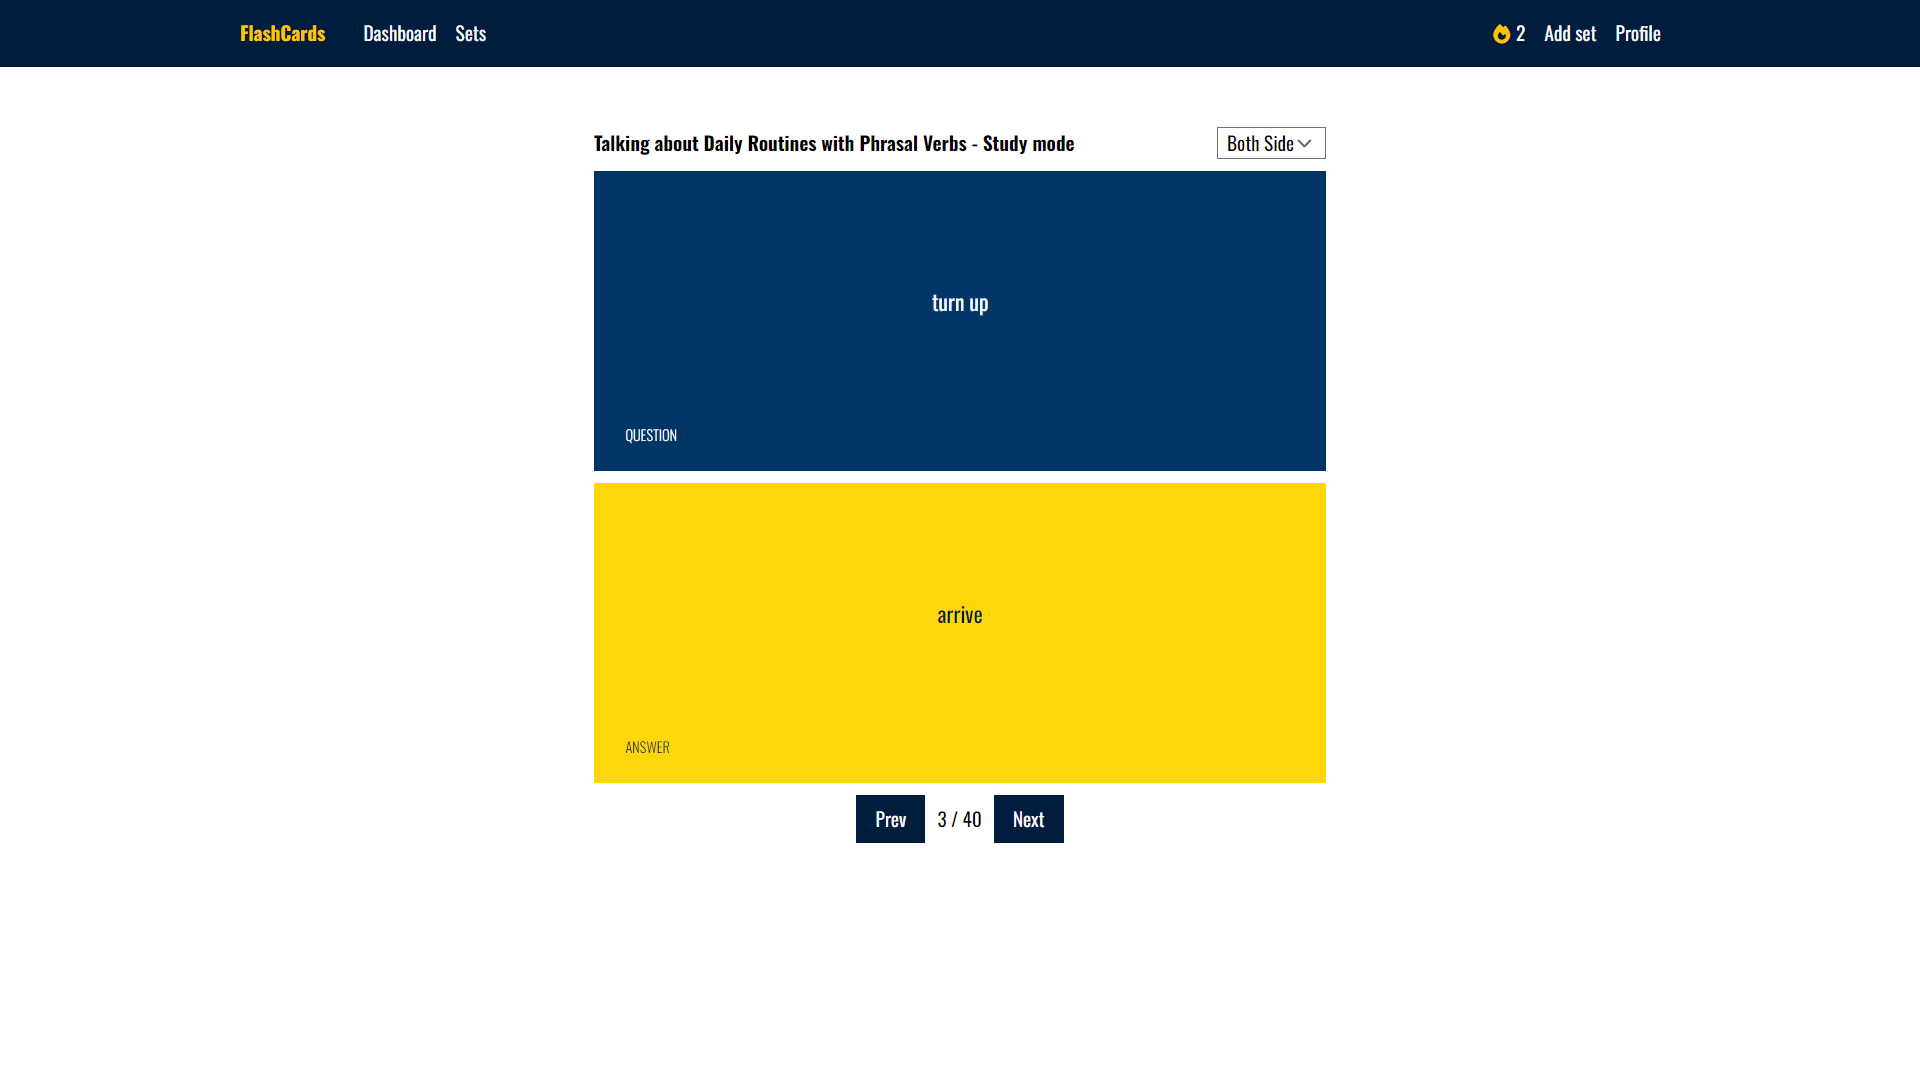 FlashCards Dashboard Sets 2 Add set Profile
Talking about Daily Routines with Phrasal Verbs - Study mode Both Side
turn up
QUESTION
arrive
ANSWER
Prev 3 / 40 Next